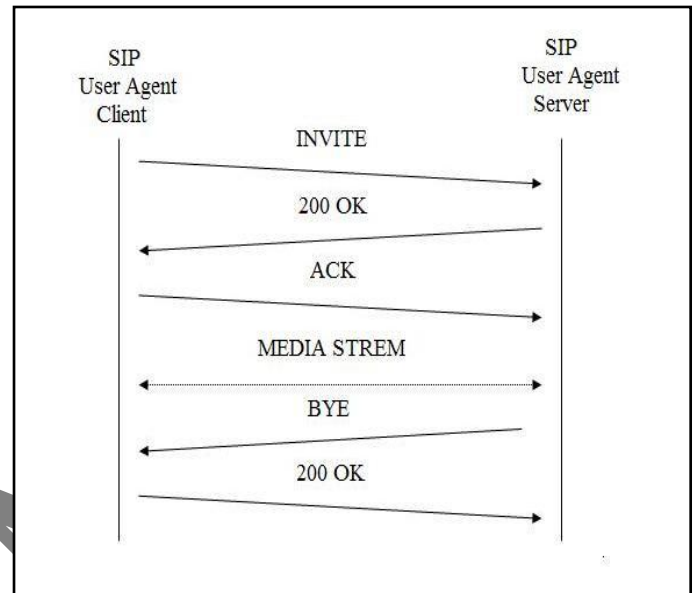 SIP
User Agent
Client
SIP
User Agent
Server
INVITE
200 OK
ACK
MEDIA STREM
BYE
200 OK